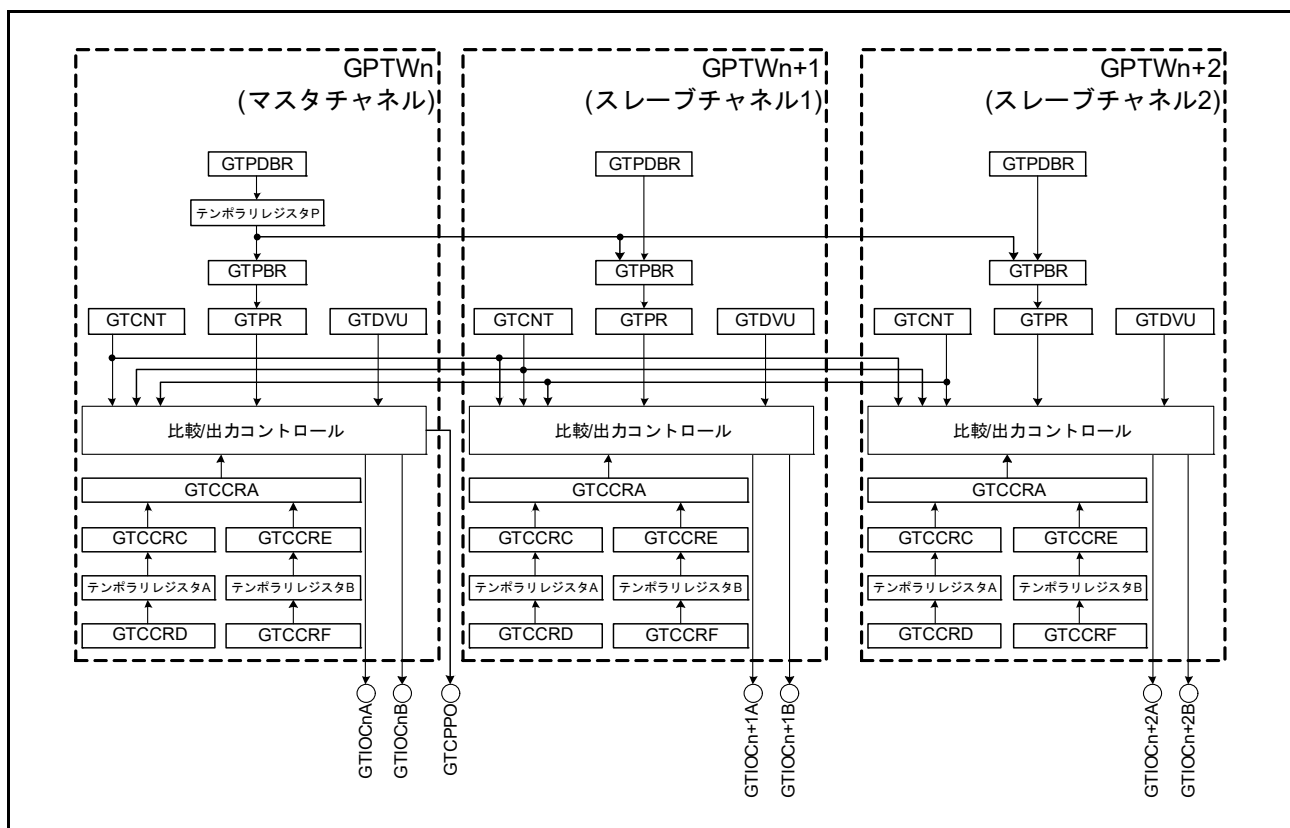 GPTWn
(マスタチャネル)
GTPDBR
テンポラリレジスタP
GTPBR
GTCNT
GTPR
GTDVU
比較/出力コントロール
GTCCRA
GTCCRC
GTCCRE
テンポラリレジスタA
テンポラリレジスタB
GTCCRD
GTCCRF
GTIOCnA
GTIOCnB
GTCPPO
GPTWn+1
(スレーブチャネル1)
GTPDBR
GTPBR
GTCNT
GTPR
GTDVU
比較/出力コントロール
GTCCRA
GTCCRC
GTCCRE
テンポラリレジスタA
テンポラリレジスタB
GTCCRD
GTCCRF
GTIOCn+1A
GTIOCn+1B
GPTWn+2
(スレーブチャネル2)
GTPDBR
GTPBR
GTCNT
GTPR
GTDVU
比較/出力コントロール
GTCCRA
GTCCRC
GTCCRE
テンポラリレジスタA
テンポラリレジスタB
GTCCRD
GTCCRF
GTIOCn+2A
GTIOCn+2B